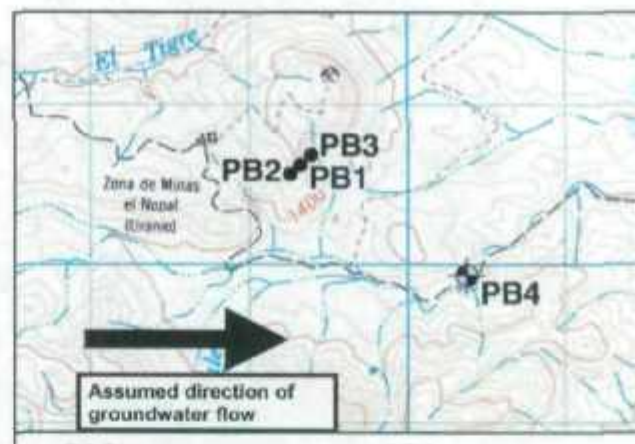 El Tigre
PB3
PB2
PB1
Zona de Minas
el Nopal
(Uranio)
1400
PB4
Assumed direction of
groundwater flow